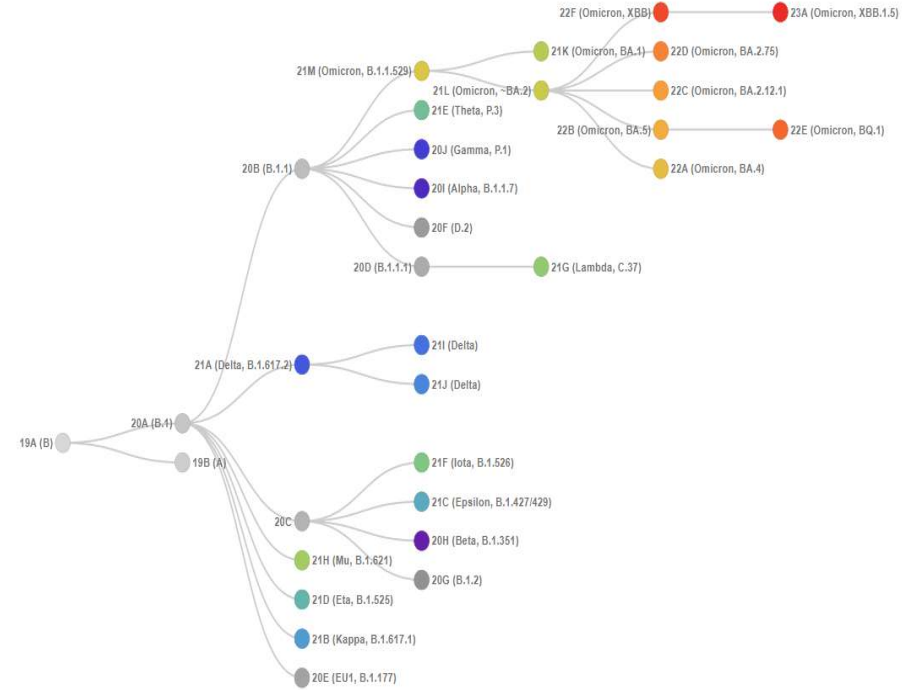 22F (Omicron, XBB)
23A (Omicron, XBB.1.5)
21K (Omicron, BA.1)
22D (Omicron, BA.2.75)
21M (Omicron, B.1.1.529)
21L (Omicron, ~BA.2)
22C (Omicron, BA.2.12.1)
21E (Theta, P.3)
22B (Omicron, BA.5)
22E (Omicron, BQ.1)
20J (Gamma, P.1)
20B (B.1.1)
22A (Omicron, BA.4)
20I (Alpha, B.1.1.7)
20F (D.2)
20D (B.1.1.1)
21G (Lambda, C.37)
21I (Delta)
21A (Delta, B.1.617.2)
21J (Delta)
20A (B.1)
19A (B)
19B (A)
21F (Iota, B.1.526)
21C (Epsilon, B.1.427/429)
20C
20H (Beta, B.1.351)
21H (Mu, B.1.621)
20G (B.1.2)
21D (Eta, B.1.525)
21B (Kappa, B.1.617.1)
20E (EU1, B.1.177)